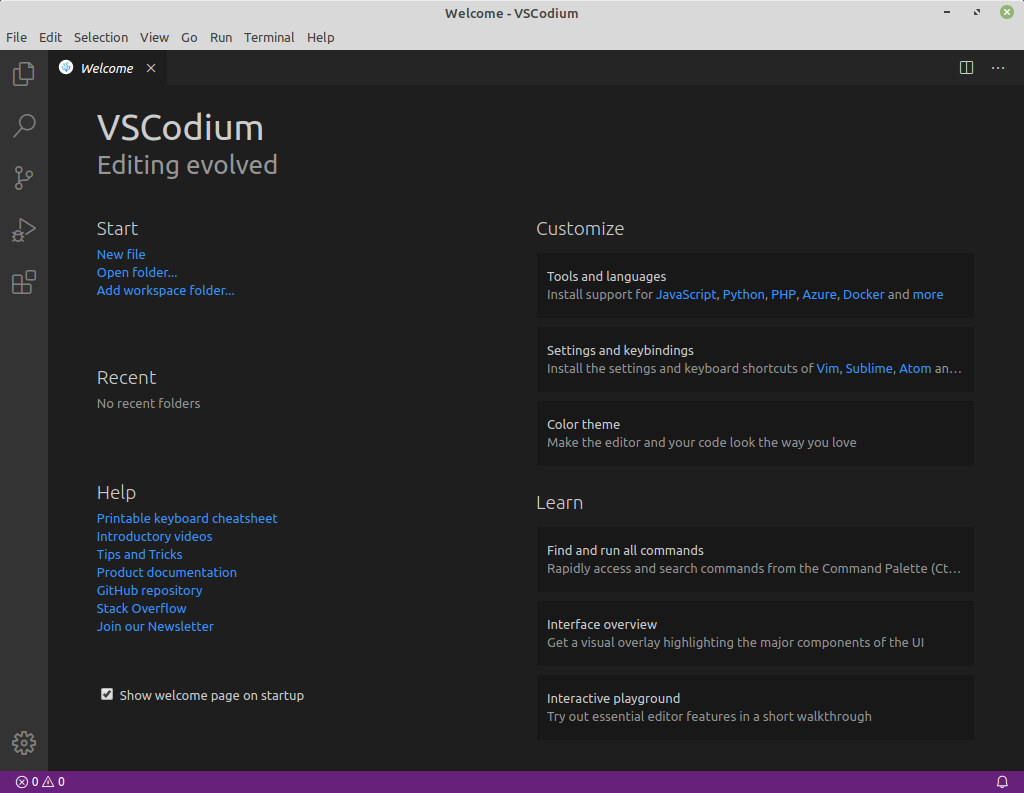 Welcome - VSCodium
File Edit Selection View Go Run Terminal Help
Welcome
VSCodium
Editing evolved
Start
New file
Open folder...
Add workspace folder...
Recent
No recent folders
Help
Printable keyboard cheatsheet
Introductory videos
Tips and Tricks
Product documentation
GitHub repository
Stack Overflow
Join our Newsletter
Show welcome page on startup
Customize
Tools and languages
Install support for JavaScript, Python, PHP, Azure, Docker and more
Settings and keybindings
Install the settings and keyboard shortcuts of Vim, Sublime, Atom an…
Color theme
Make the editor and your code look the way you love
Learn
Find and run all commands
Rapidly access and search commands from the Command Palette (Ct…
Interface overview
Get a visual overlay highlighting the major components of the UI
Interactive playground
Try out essential editor features in a short walkthrough
0 0